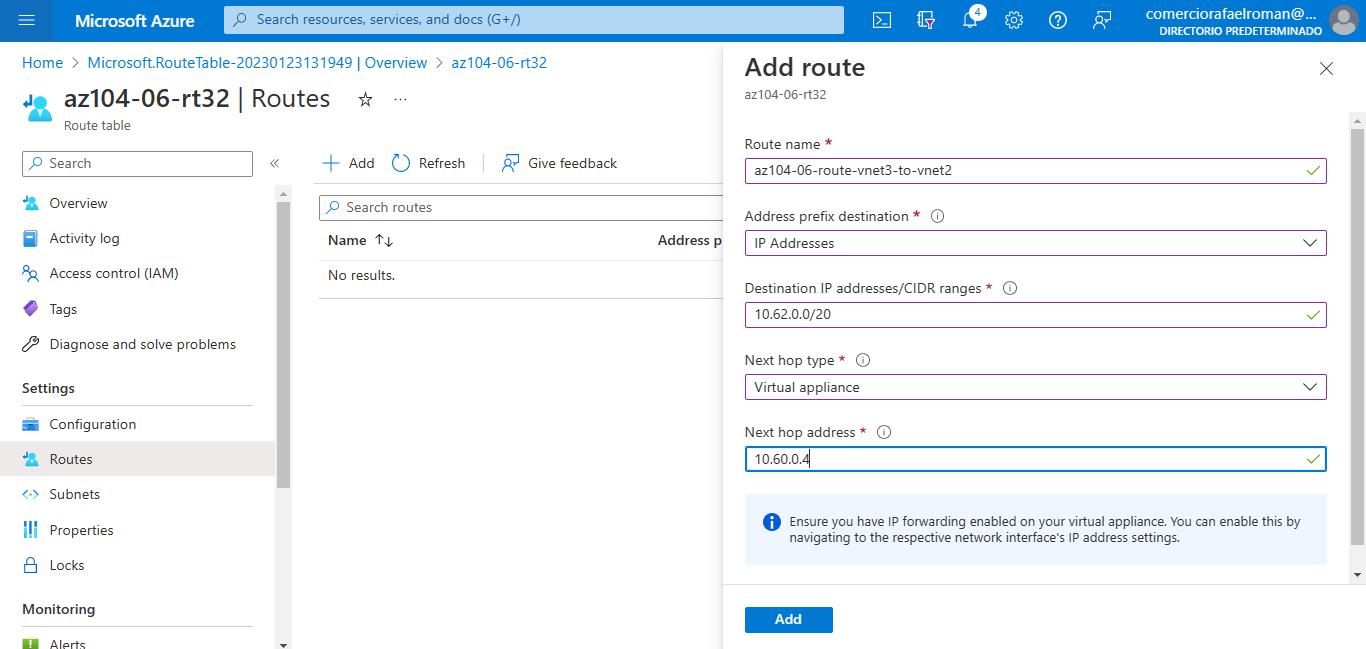 Microsoft Azure
Search resources, services, and docs (G+/)
4
comerciorafaelroman@...
DIRECTORIO PREDETERMINADO
Home > Microsoft.RouteTable-20230123131949 | Overview > az104-06-rt32
az104-06-rt32 | Routes
Route table
Search
Overview
Activity log
Access control (IAM)
Tags
Diagnose and solve problems
Settings
Configuration
Routes
Subnets
Properties
Locks
Monitoring
Alerts
Add Refresh Give feedback
Search routes
Name Address p
No results.
Add route
az104-06-rt32
Route name *
az104-06-route-vnet3-to-vnet2
Address prefix destination *
IP Addresses
Destination IP addresses/CIDR ranges *
10.62.0.0/20
Next hop type *
Virtual appliance
Next hop address *
10.60.0.4
Ensure you have IP forwarding enabled on your virtual appliance. You can enable this by
navigating to the respective network interface's IP address settings.
Add